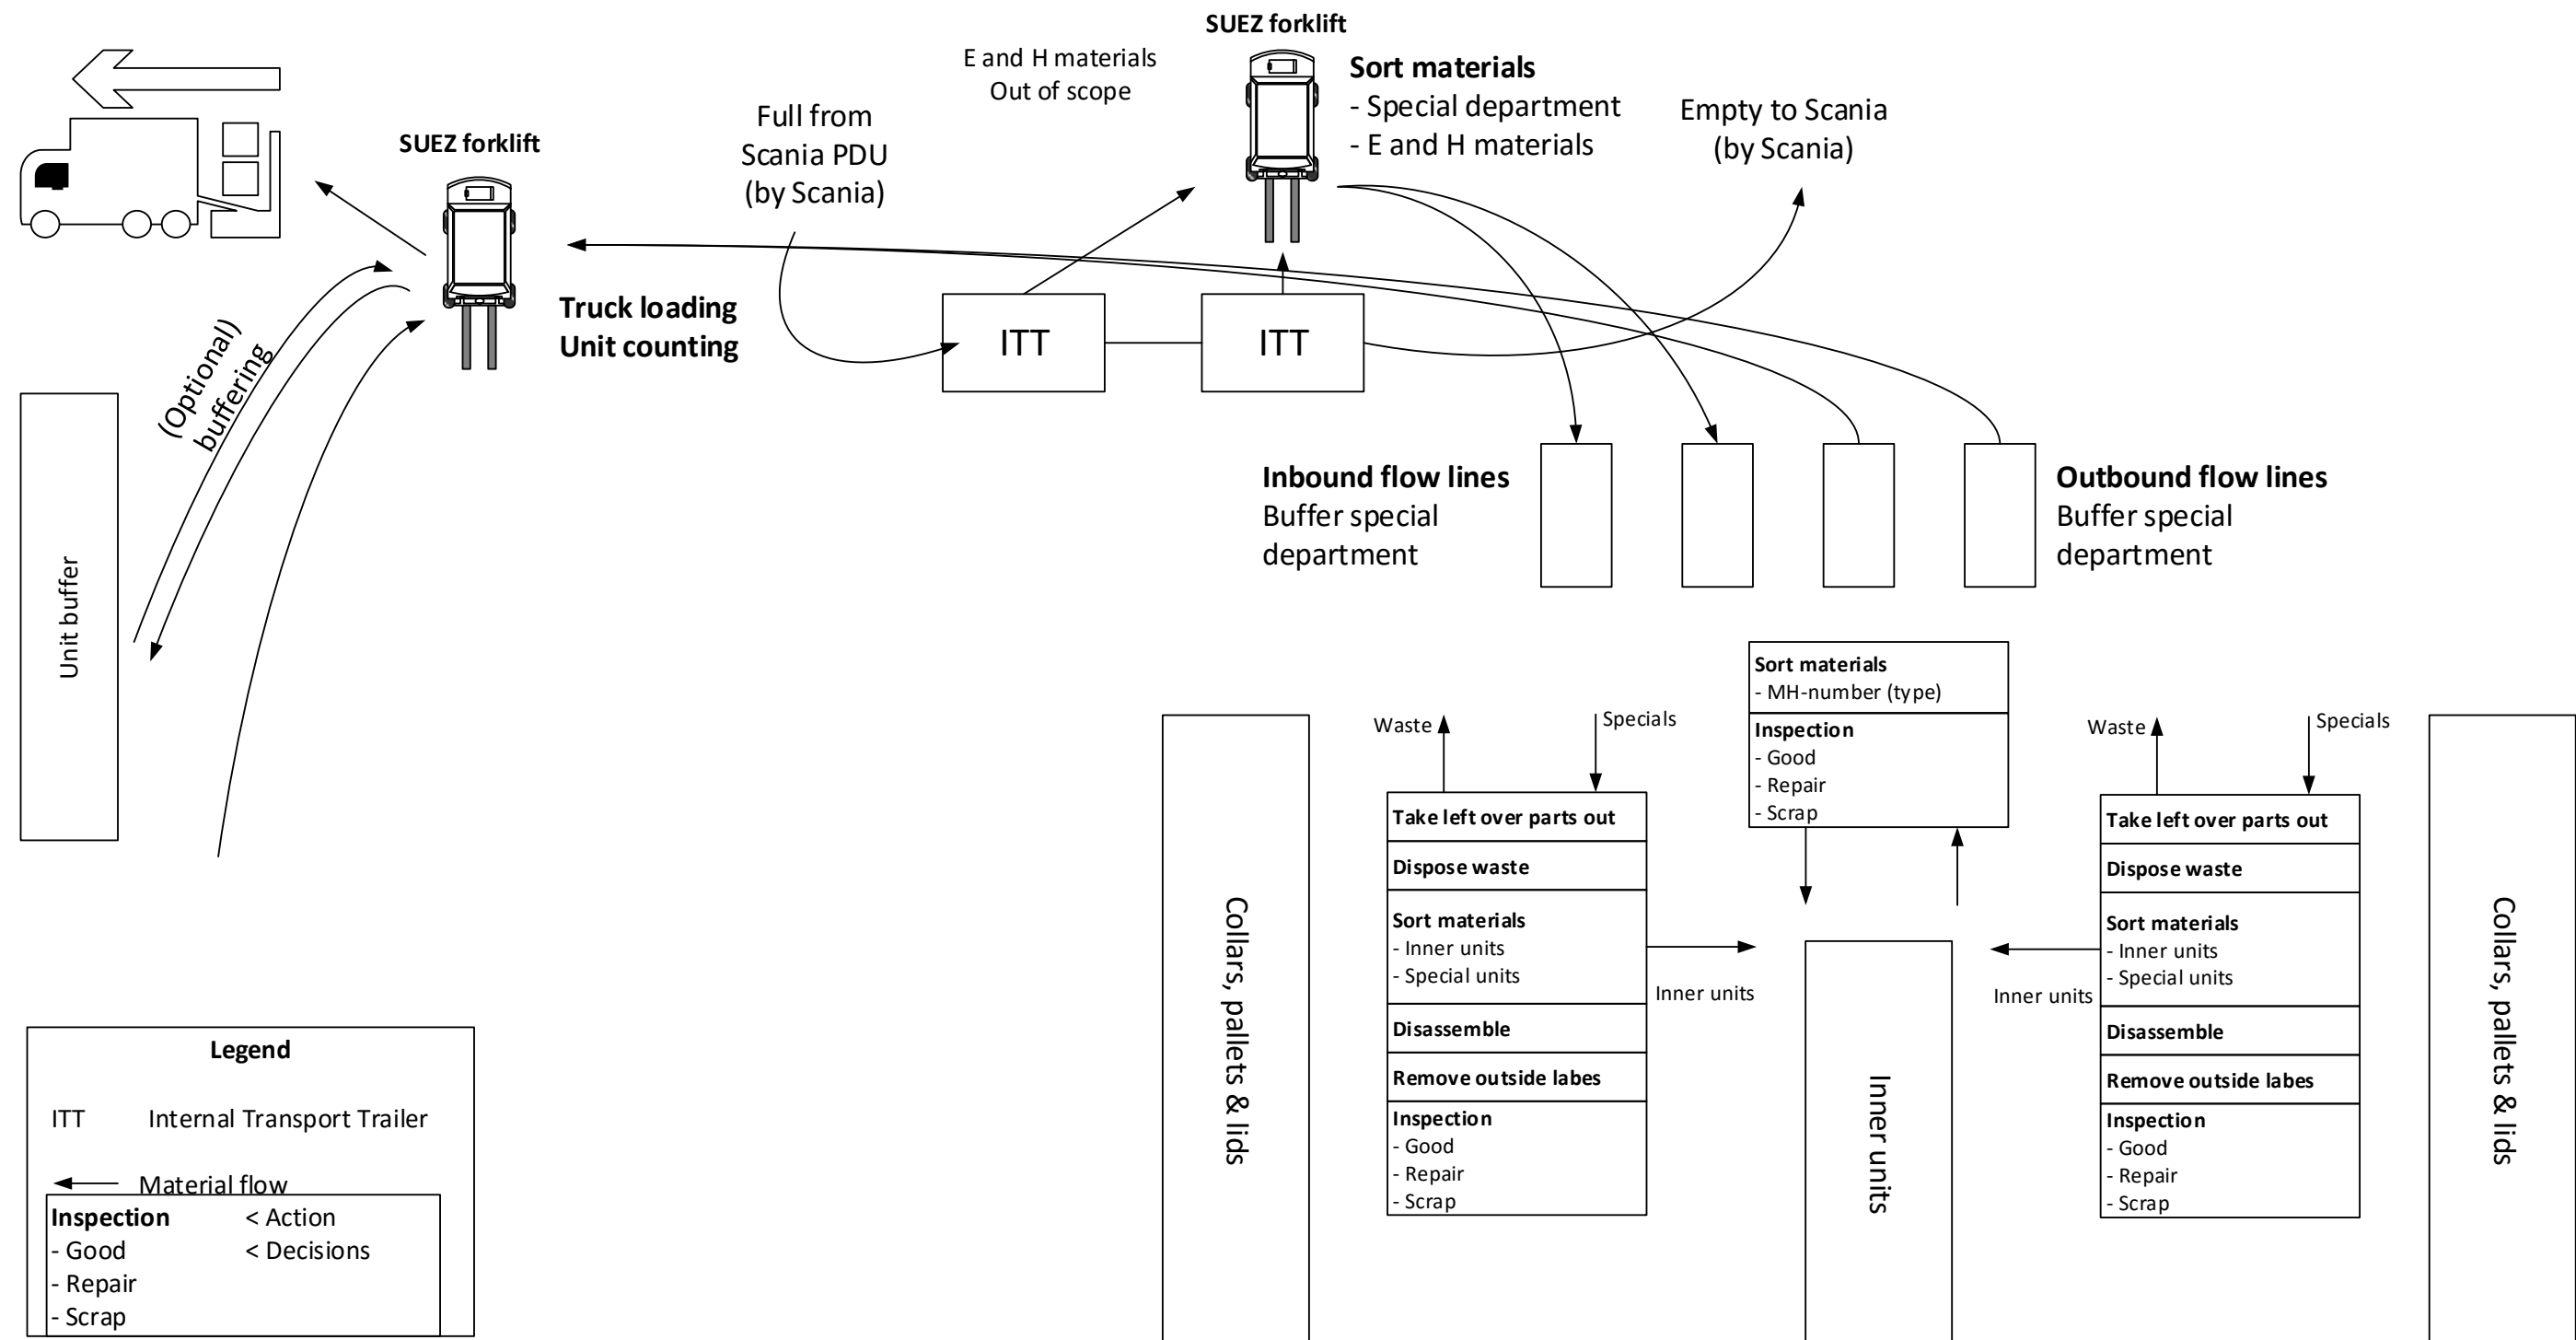 SUEZ forklift
E and H materials
Out of scope
Sort materials
- Special department
- E and H materials
Full from
Scania PDU
(by Scania)
Empty to Scania
(by Scania)
SUEZ forklift
Truck loading
Unit counting
ITT
ITT
(Optional)
buffering
Unit buffer
Inbound flow lines
Buffer special
department
Outbound flow lines
Buffer special
department
Sort materials
- MH-number (type)
Inspection
- Good
- Repair
- Scrap
Collars, pallets & lids
Waste
Specials
Take left over parts out
Dispose waste
Sort materials
- Inner units
- Special units
Disassemble
Remove outside labes
Inspection
- Good
- Repair
- Scrap
Inner units
Inner units
Inner units
Waste
Specials
Take left over parts out
Dispose waste
Sort materials
- Inner units
- Special units
Disassemble
Remove outside labes
Inspection
- Good
- Repair
- Scrap
Collars, pallets & lids
Legend
ITT Internal Transport Trailer
Material flow
Inspection < Action
- Good < Decisions
- Repair
- Scrap